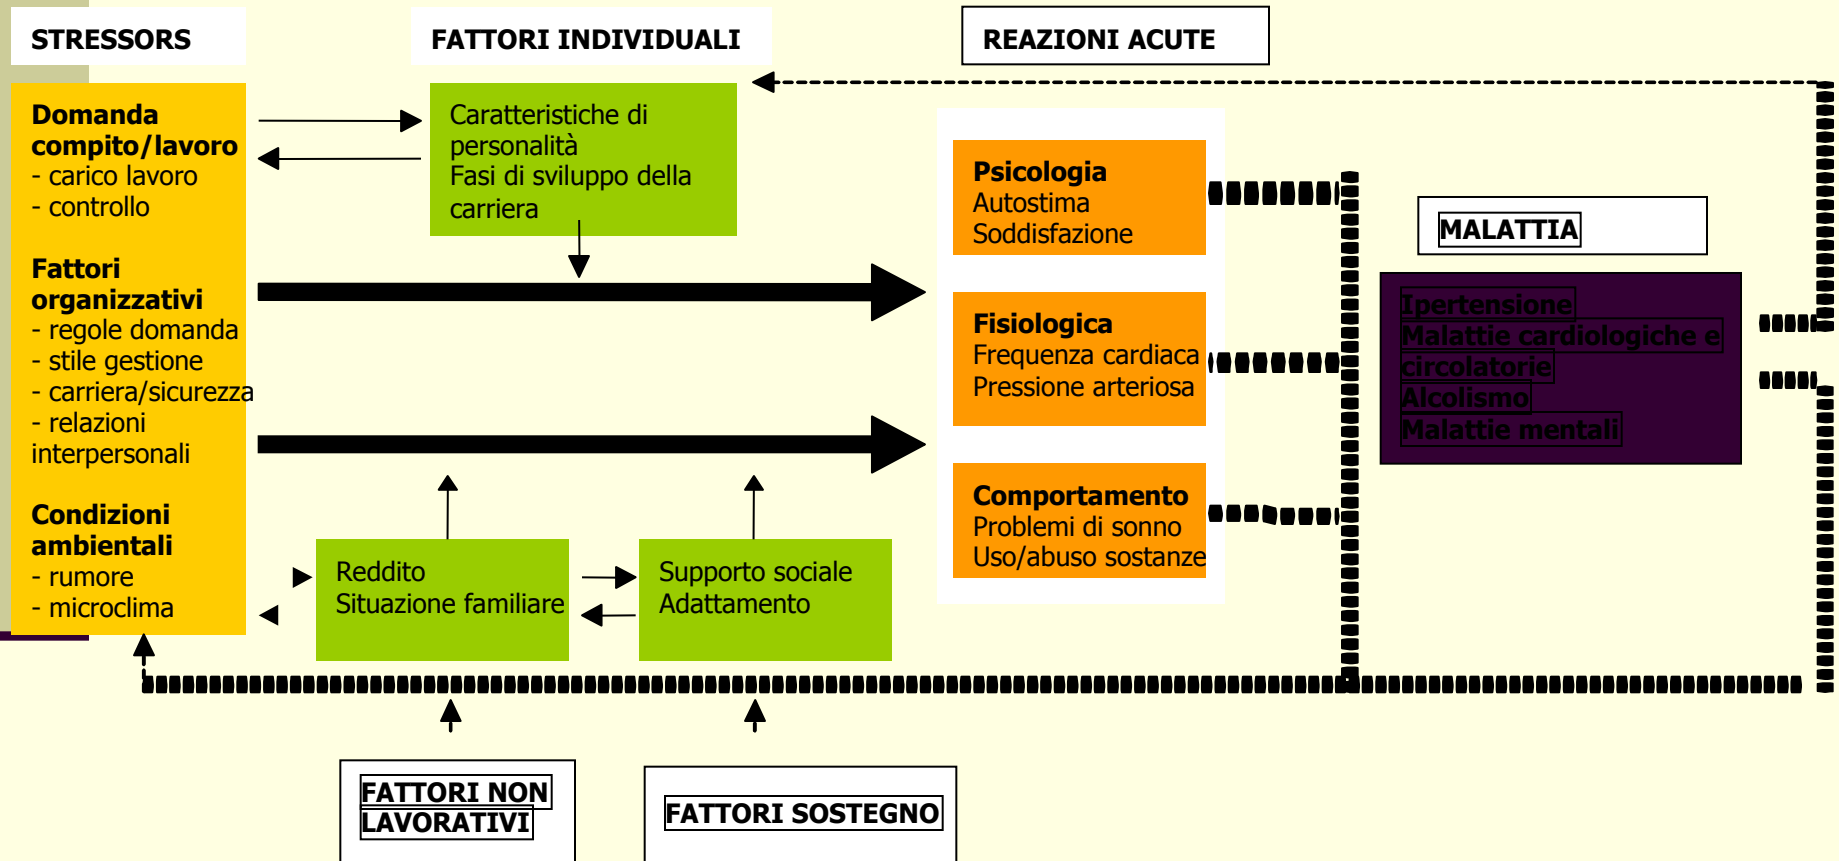 STRESSORS
Domanda
compito/lavoro
- carico lavoro
- controllo
Fattori
organizzativi
- regole domanda
- stile gestione
- carriera/sicurezza
- relazioni
interpersonali
Condizioni
ambientali
- rumore
- microclima
FATTORI INDIVIDUALI
Caratteristiche di
personalità
Fasi di sviluppo della
carriera
Reddito
Situazione familiare
Supporto sociale
Adattamento
REAZIONI ACUTE
Psicologia
Autostima
Soddisfazione
Fisiologica
Frequenza cardiaca
Pressione arteriosa
Comportamento
Problemi di sonno
Uso/abuso sostanze
MALATTIA
Ipertensione
Malattie cardiologiche e
circolatorie
Alcolismo
Malattie mentali
FATTORI NON
LAVORATIVI
FATTORI SOSTEGNO